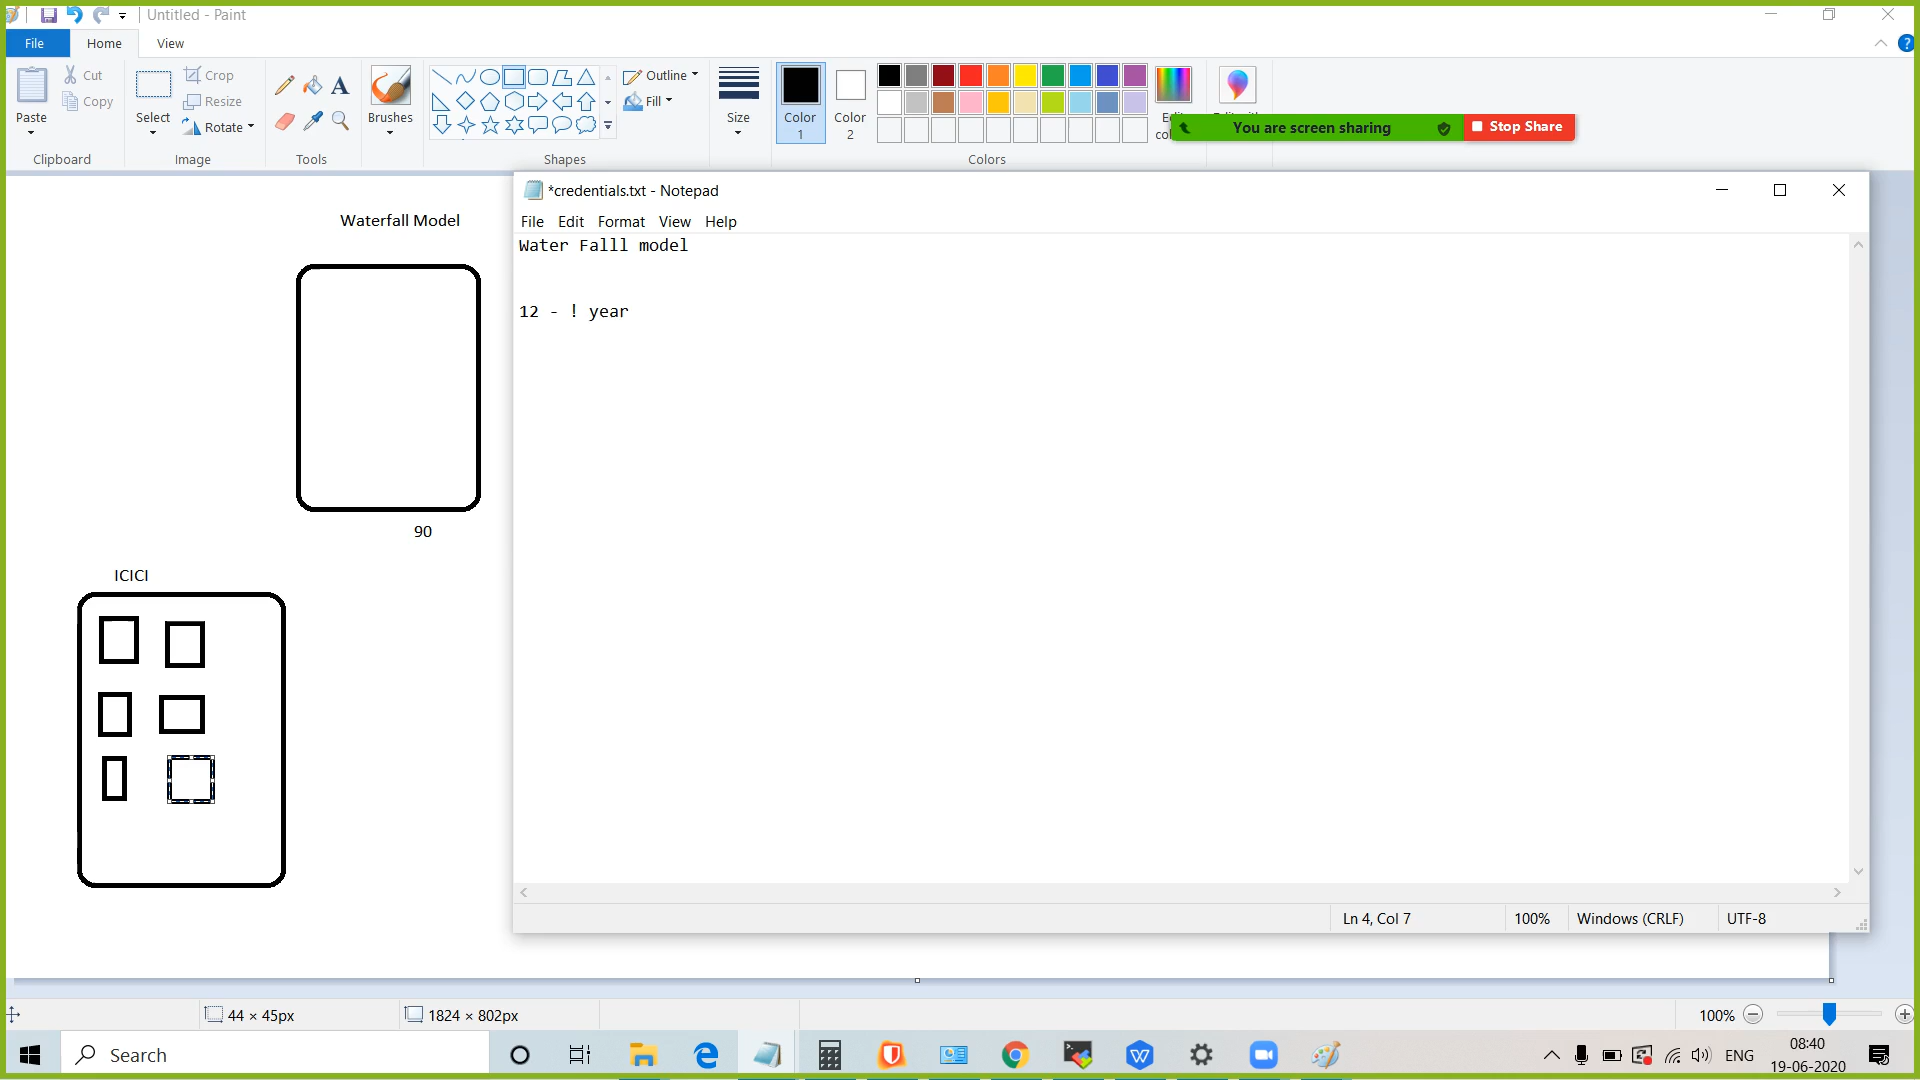 Untitled - Paint
File
Home
View
Paste
Cut
Copy
Clipboard
Select
Crop
Resize
Rotate
Image
Tools
Brushes
Shapes
Outline
Fill
Size
Color
1
Color
2
Colors
You are screen sharing
Stop Share
Waterfall Model
90
ICICI
*credentials.txt - Notepad
File Edit Format View Help
Water Falll model
12 - ! year
Ln 4, Col 7
100%
Windows (CRLF)
UTF-8
44 × 45px
1824 × 802px
100%
Search
ENG
08:40
19-06-2020